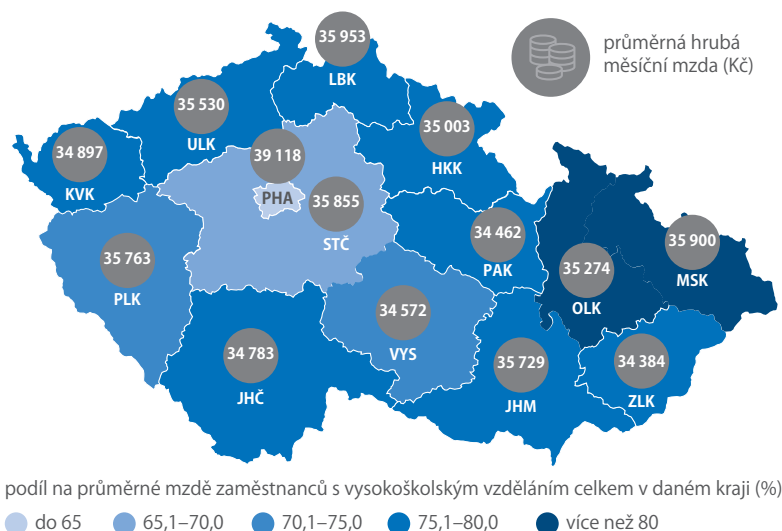 35 953
LBK
průměrná hrubá
měsíční mzda (Kč)
35 530
ULK
35 003
HKK
34 897
KVK
39 118
PHA
35 855
STČ
34 462
PAK
35 900
MSK
35 763
PLK
35 274
OLK
34 572
VYS
34 783
JHČ
35 729
JHM
34 384
ZLK
podíl na průměrné mzdě zaměstnanců s vysokoškolským vzděláním celkem v daném kraji (%)
do 65 65,1–70,0 70,1–75,0 75,1–80,0 více než 80